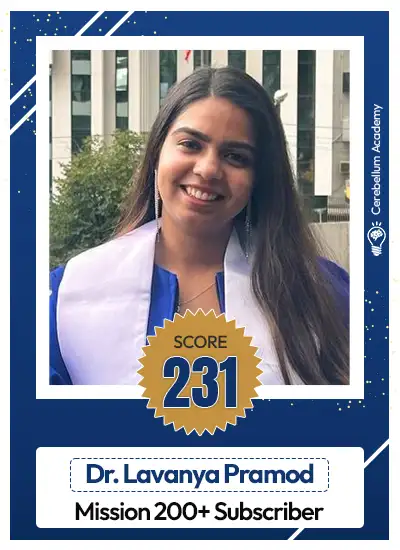 Cerebellum Academy
SCORE
231
Dr. Lavanya Pramod
Mission 200+ Subscriber